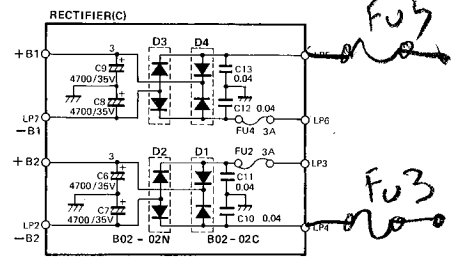 RECTIFIER(C)
FU5
D3 D4
+B1 3 LP5
C9
4700/35V
C13
0.04
C8
4700/35V
C12 0.04
LP7
-B1
FU4 3A
LP6
+B2 3
D2 D1
FU2 3A
LP3
C6
4700/35V
C11
0.04
FU3
C7
4700/35V
C10 0.04
LP2
-B2
B02-02N B02-02C
LP4